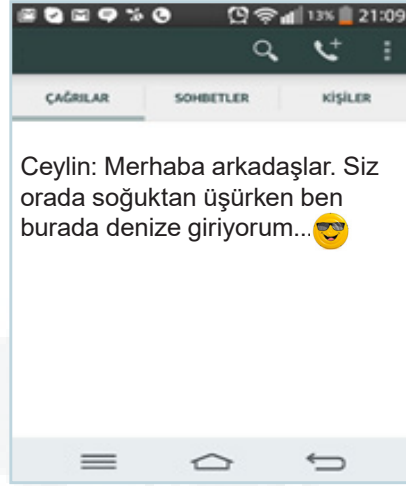 13% 21:09
ÇAĞRILAR SOHBETLER KİŞİLER
Ceylin: Merhaba arkadaşlar. Siz
orada soğuktan üşürken ben
burada denize giriyorum...